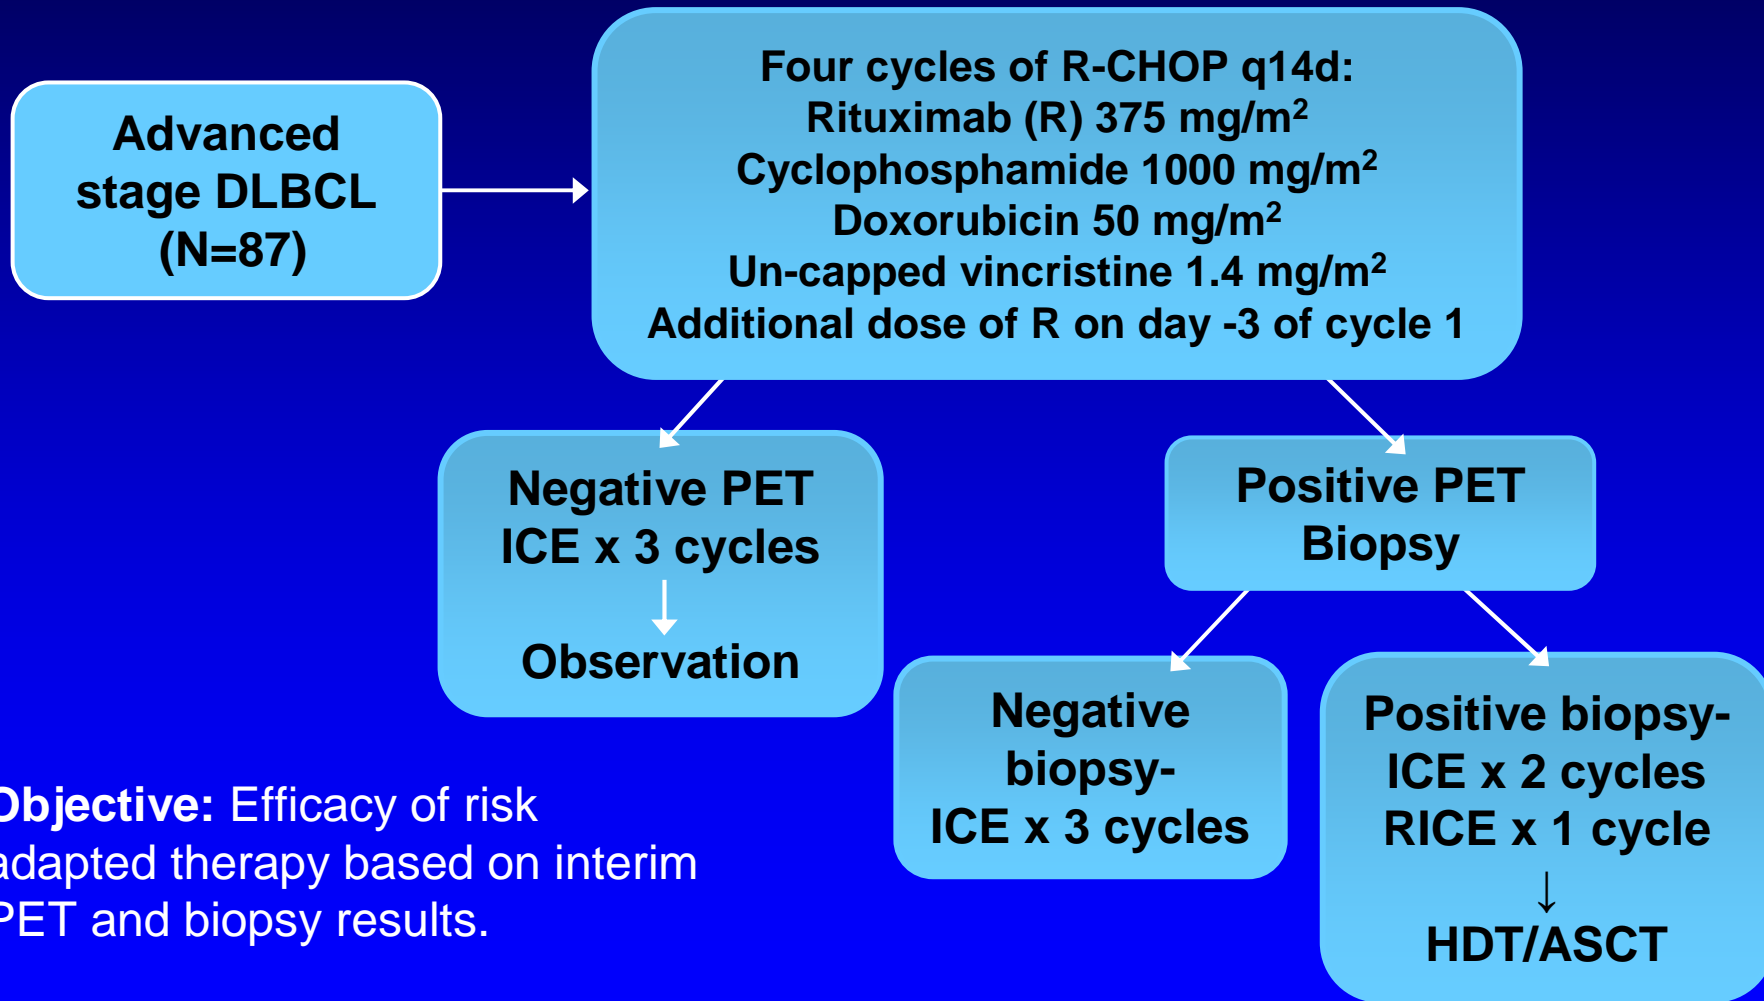 Advanced
stage DLBCL
(N=87)
Four cycles of R-CHOP q14d:
Rituximab (R) 375 mg/m²
Cyclophosphamide 1000 mg/m²
Doxorubicin 50 mg/m²
Un-capped vincristine 1.4 mg/m²
Additional dose of R on day -3 of cycle 1
Negative PET
ICE x 3 cycles
Observation
Positive PET
Biopsy
Negative
biopsy-
ICE x 3 cycles
Positive biopsy-
ICE x 2 cycles
RICE x 1 cycle
↓
HDT/ASCT
Objective: Efficacy of risk
adapted therapy based on interim
PET and biopsy results.